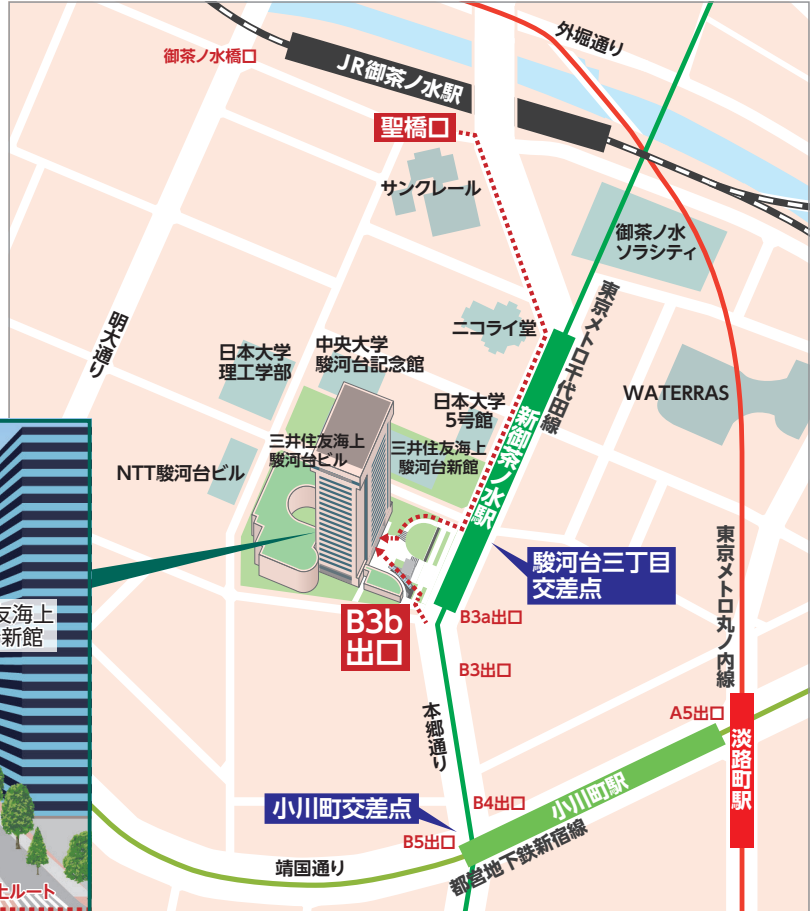 外堀通り
御茶ノ水橋口
JR御茶ノ水駅
聖橋口
サンクレール
御茶ノ水
ソラシティ
東京メトロ千代田線
ニコライ堂
明大通り
日本大学
理工学部
中央大学
駿河台記念館
WATERRAS
日本大学
5号館
新御茶ノ水駅
三井住友海上
駿河台ビル
三井住友海上
駿河台新館
NTT駿河台ビル
東京メトロ丸ノ内線
駿河台三丁目
交差点
友海上
新館
B3b
出口
B3a出口
B3出口
本郷通り
A5出口
淡路町駅
小川町駅
小川町交差点
B4出口
B5出口
都営地下鉄新宿線
靖国通り
上ルート